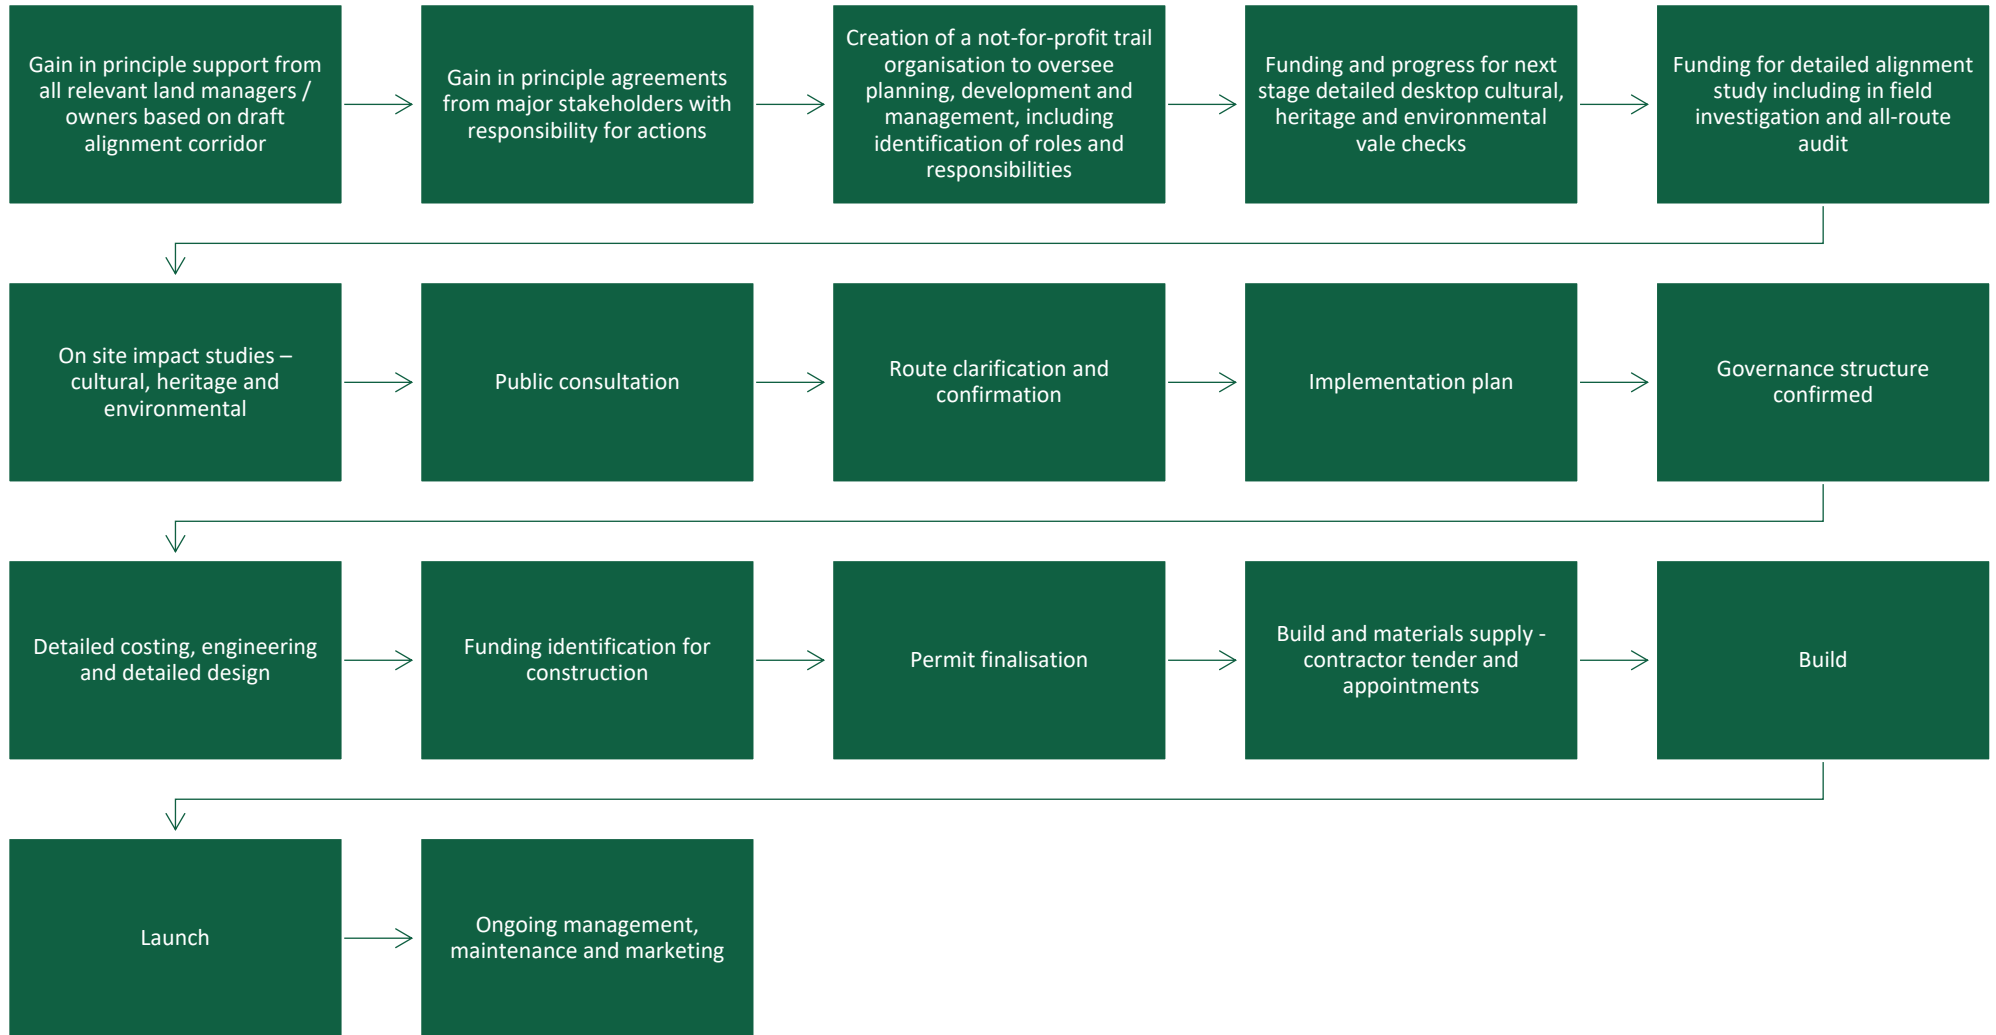 Gain in principle support from
all relevant land managers /
owners based on draft
alignment corridor
Gain in principle agreements
from major stakeholders with
responsibility for actions
Creation of a not-for-profit trail
organisation to oversee
planning, development and
management, including
identification of roles and
responsibilities
Funding and progress for next
stage detailed desktop cultural,
heritage and environmental
vale checks
Funding for detailed alignment
study including in field
investigation and all-route
audit
On site impact studies –
cultural, heritage and
environmental
Public consultation
Route clarification and
confirmation
Implementation plan
Governance structure
confirmed
Detailed costing, engineering
and detailed design
Funding identification for
construction
Permit finalisation
Build and materials supply -
contractor tender and
appointments
Build
Launch
Ongoing management,
maintenance and marketing